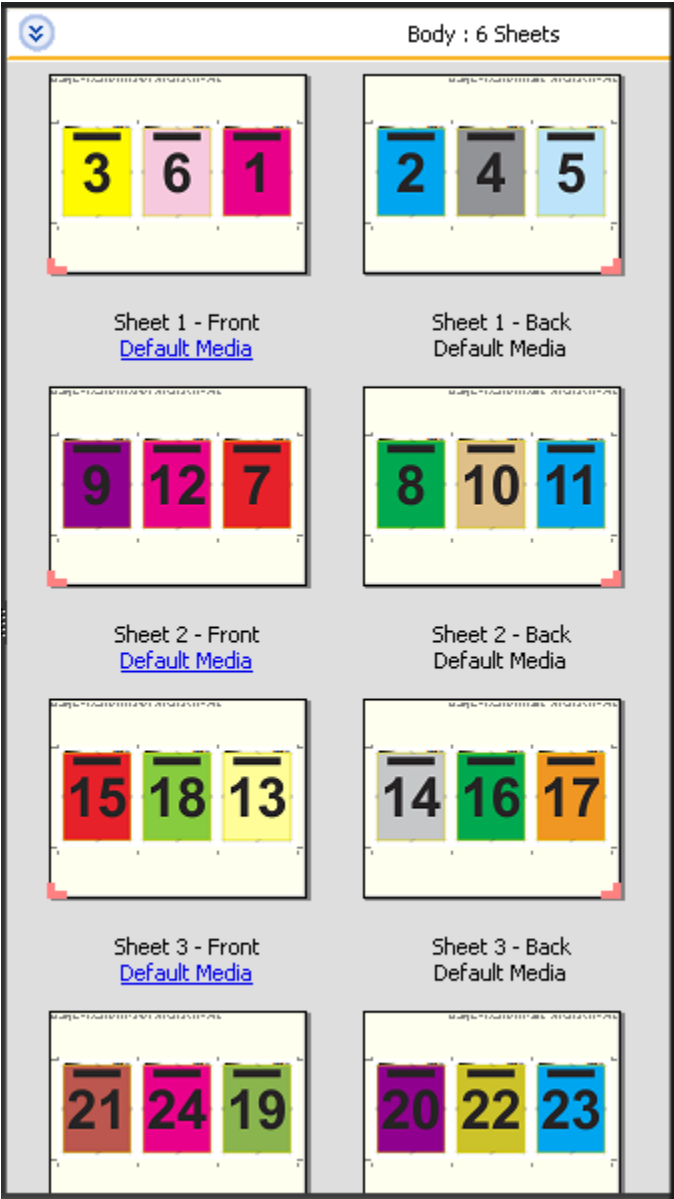 Body : 6 Sheets
3 6 1
2 4 5
Sheet 1 - Front
Default Media
Sheet 1 - Back
Default Media
9 12 7
8 10 11
Sheet 2 - Front
Default Media
Sheet 2 - Back
Default Media
15 18 13
14 16 17
Sheet 3 - Front
Default Media
Sheet 3 - Back
Default Media
21 24 19
20 22 23